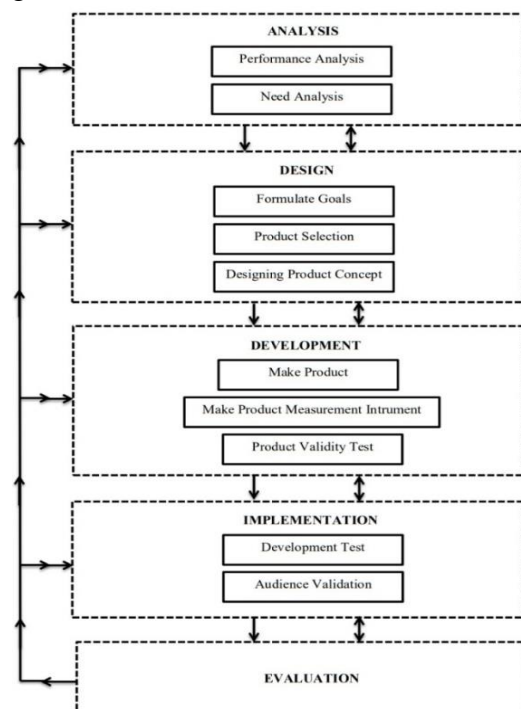 ANALYSIS
Performance Analysis
Need Analysis
DESIGN
Formulate Goals
Product Selection
Designing Product Concept
DEVELOPMENT
Make Product
Make Product Measurement Intrument
Product Validity Test
IMPLEMENTATION
Development Test
Audience Validation
EVALUATION